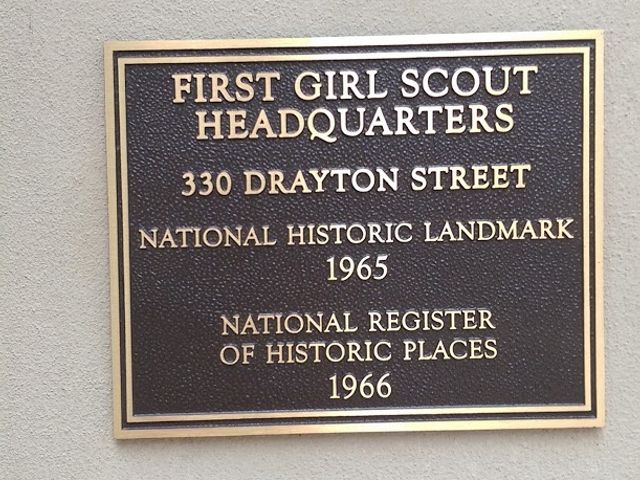 FIRST GIRL SCOUT
HEADQUARTERS
330 DRAYTON STREET
NATIONAL HISTORIC LANDMARK
1965
NATIONAL REGISTER
OF HISTORIC PLACES
1966